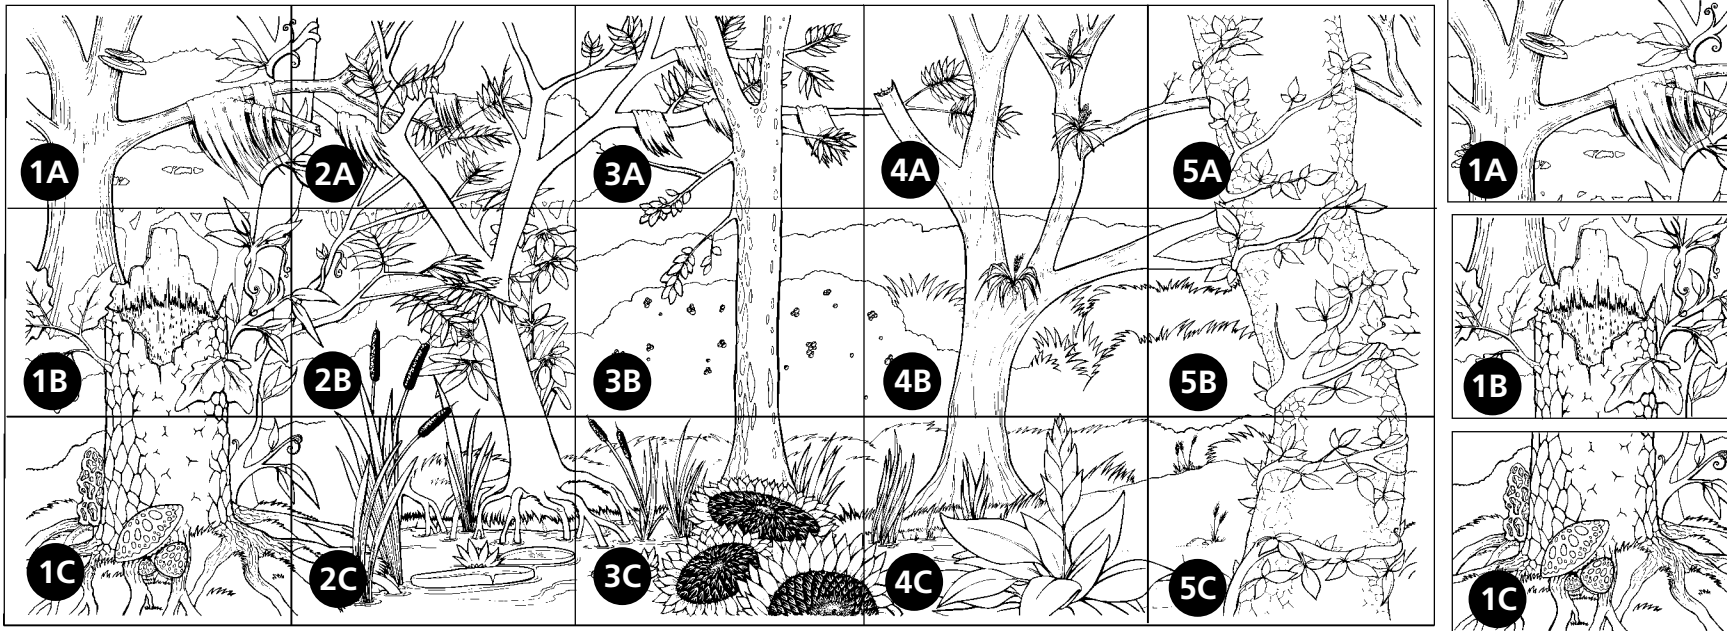 1A 2A 3A 4A 5A 1A
1B 2B 3B 4B 5B 1B
1C 2C 3C 4C 5C 1C